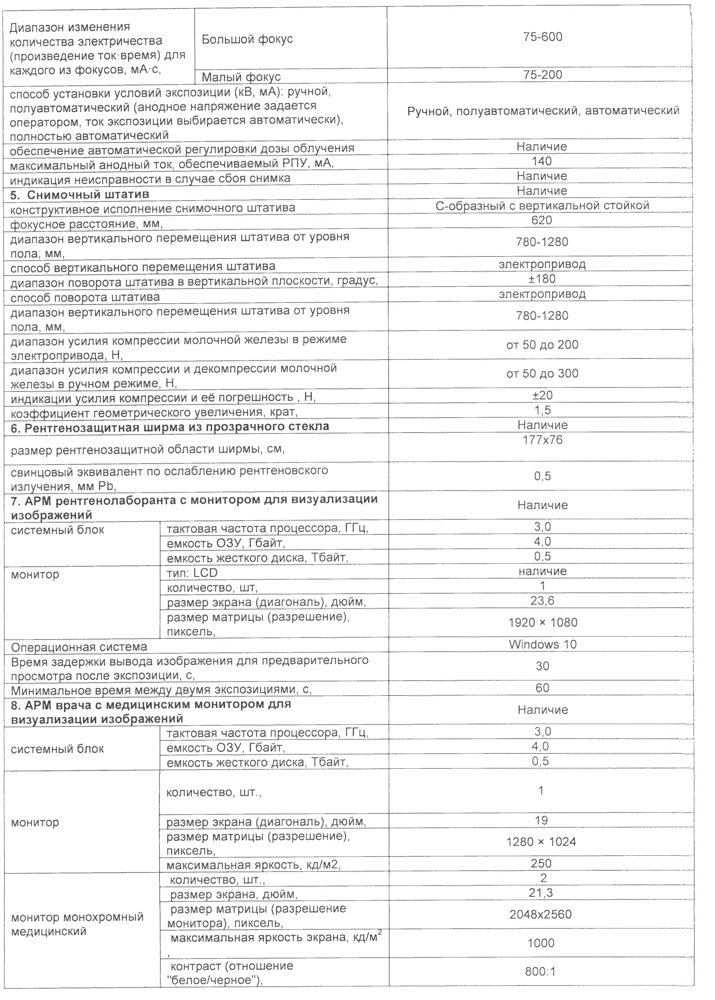 Диапазон изменения
количества электричества
(произведение ток·время) для
каждого из фокусов, мА·с,
Большой фокус
75-600
Малый фокус
75-200
способ установки условий экспозиции (кВ, мА): ручной,
полуавтоматический (анодное напряжение задается
оператором, ток экспозиции выбирается автоматически),
полностью автоматический
Ручной, полуавтоматический, автоматический
обеспечение автоматической регулировки дозы облучения
Наличие
максимальный анодный ток, обеспечиваемый РПУ, мА,
140
индикация неисправности в случае сбоя снимка
Наличие
5. Снимочный штатив
Наличие
конструктивное исполнение снимочного штатива
С-образный с вертикальной стойкой
фокусное расстояние, мм,
620
диапазон вертикального перемещения штатива от уровня
пола, мм,
780-1280
способ вертикального перемещения штатива
электропривод
диапазон поворота штатива в вертикальной плоскости, градус,
±180
способ поворота штатива
электропривод
диапазон вертикального перемещения штатива от уровня
пола, мм,
780-1280
диапазон усилия компрессии молочной железы в режиме
электропривода, Н,
от 50 до 200
диапазон усилия компрессии и декомпрессии молочной
железы в ручном режиме, Н,
от 50 до 300
индикации усилия компрессии и её погрешность , Н,
±20
коэффициент геометрического увеличения, крат,
1,5
6. Рентгенозащитная ширма из прозрачного стекла
Наличие
размер рентгенозащитной области ширмы, см,
177х76
свинцовый эквивалент по ослаблению рентгеновского
излучения, мм Pb,
0,5
7. АРМ рентгенолаборанта с монитором для визуализации
изображений
Наличие
системный блок
тактовая частота процессора, ГГц,
3,0
емкость ОЗУ, Гбайт,
4,0
емкость жесткого диска, Тбайт,
0,5
монитор
тип: LCD
наличие
количество, шт,
1
размер экрана (диагональ), дюйм,
23,6
размер матрицы (разрешение),
пиксель,
1920 × 1080
Операционная система
Windows 10
Время задержки вывода изображения для предварительного
просмотра после экспозиции, с,
30
Минимальное время между двумя экспозициями, с,
60
8. АРМ врача с медицинским монитором для
визуализации изображений
Наличие
системный блок
тактовая частота процессора, ГГц,
3,0
емкость ОЗУ, Гбайт,
4,0
емкость жесткого диска, Тбайт,
0,5
монитор
количество, шт.,
1
размер экрана (диагональ), дюйм,
19
размер матрицы (разрешение),
пиксель,
1280 × 1024
максимальная яркость, кд/м2,
250
монитор монохромный
медицинский
количество, шт.,
2
размер экрана, дюйм,
21,3
размер матрицы (разрешение
монитора), пиксель,
2048х2560
максимальная яркость экрана, кд/м²
,
1000
контраст (отношение
"белое/черное"),
800:1